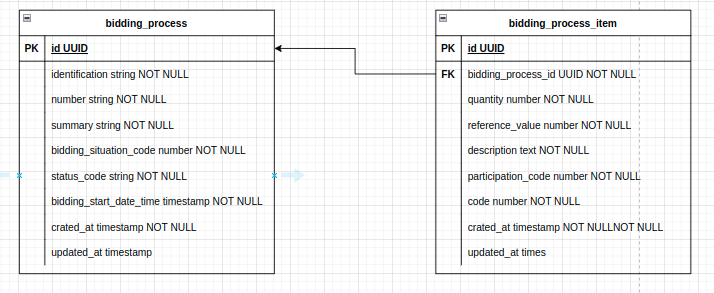 bidding_process
PK id UUID
identification string NOT NULL
number string NOT NULL
summary string NOT NULL
bidding_situation_code number NOT NULL
status_code string NOT NULL
bidding_start_date_time timestamp NOT NULL
crated_at timestamp NOT NULL
updated_at timestamp
bidding_process_item
PK id UUID
FK bidding_process_id UUID NOT NULL
quantity number NOT NULL
reference_value number NOT NULL
description text NOT NULL
participation_code number NOT NULL
code number NOT NULL
crated_at timestamp NOT NULLNOT NULL
updated_at times